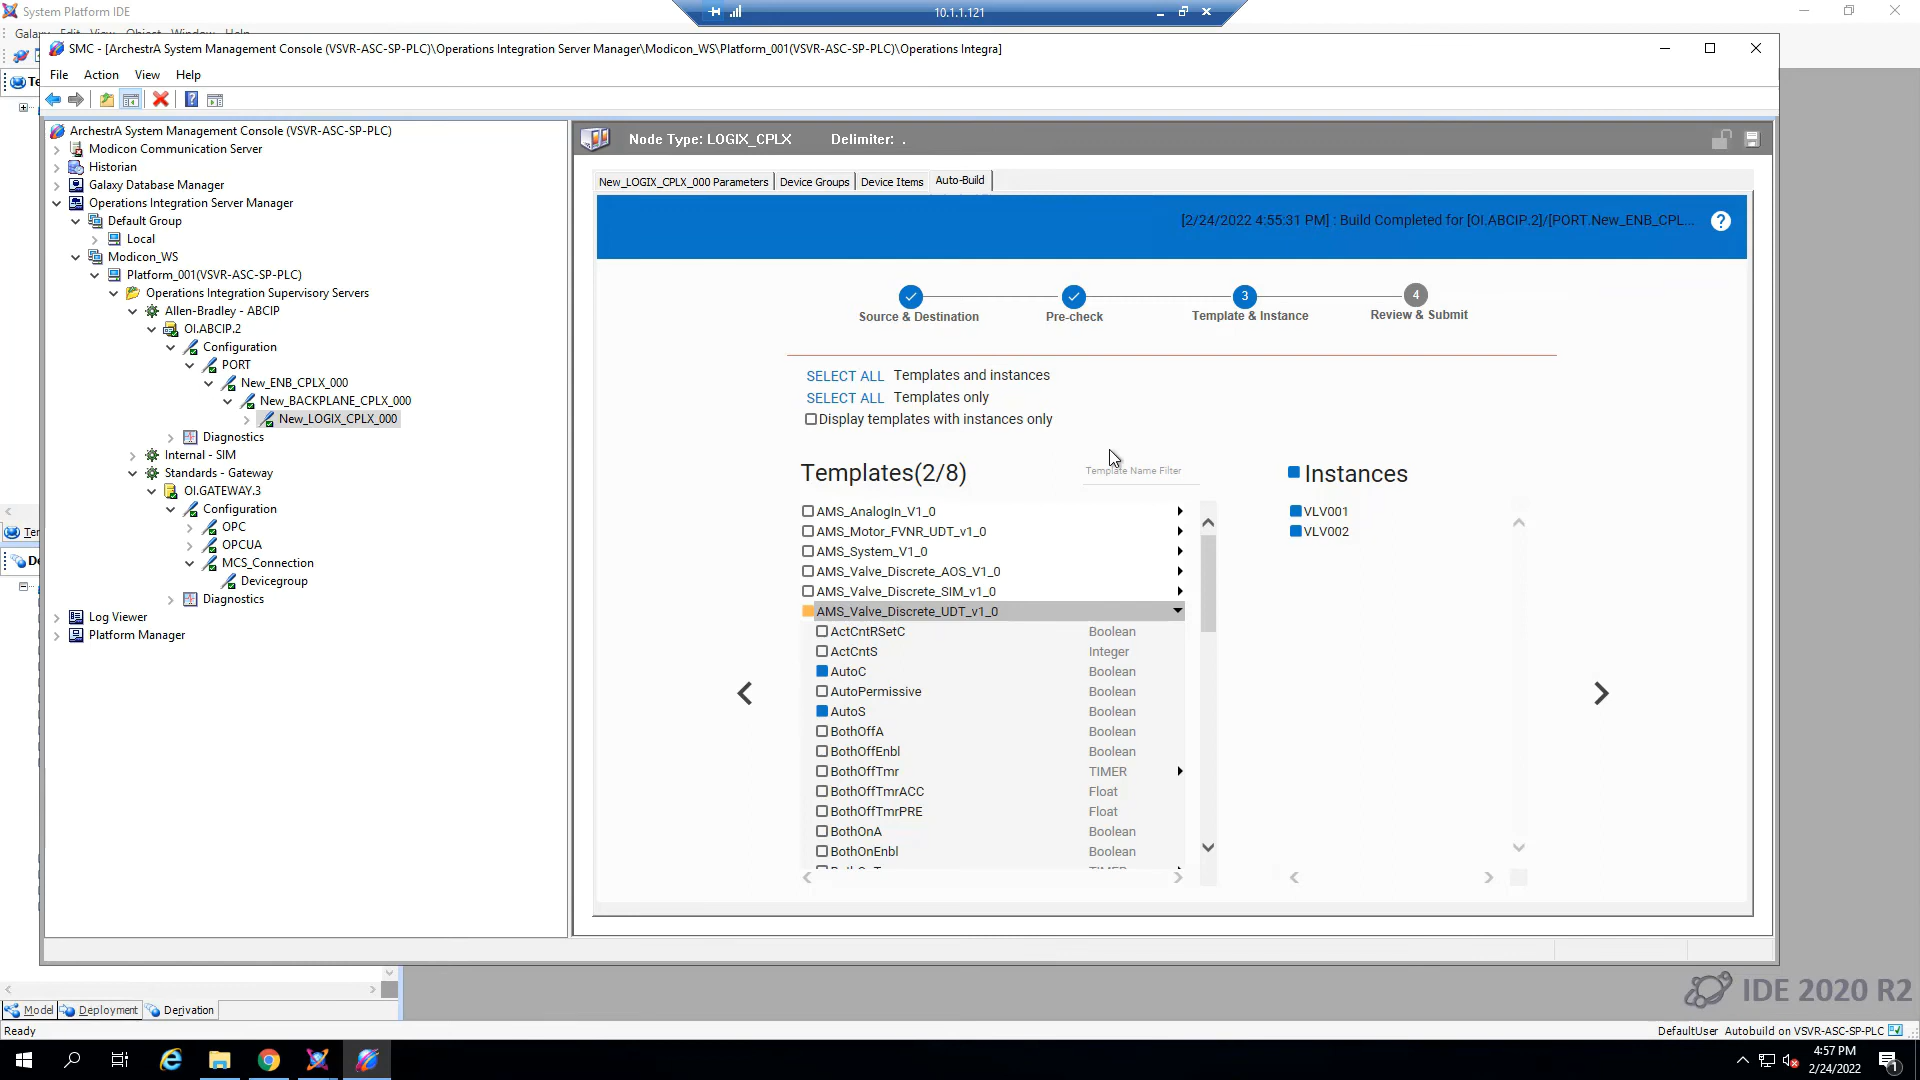 System Platform IDE
10.1.1.121
Galaxy Edit View Object Window Help
SMC - [ArchestrA System Management Console (VSVR-ASC-SP-PLC)\Operations Integration Server Manager\Modicon_WS\Platform_001(VSVR-ASC-SP-PLC)\Operations Integra]
File Action View Help
ArchestrA System Management Console (VSVR-ASC-SP-PLC)
Modicon Communication Server
Historian
Galaxy Database Manager
Operations Integration Server Manager
Default Group
Local
Modicon_WS
Platform_001(VSVR-ASC-SP-PLC)
Operations Integration Supervisory Servers
Allen-Bradley - ABCIP
OI.ABCIP.2
Configuration
PORT
New_ENB_CPLX_000
New_BACKPLANE_CPLX_000
New_LOGIX_CPLX_000
Diagnostics
Internal - SIM
Standards - Gateway
OI.GATEWAY.3
Configuration
OPC
OPCUA
MCS_Connection
Devicegroup
Diagnostics
Log Viewer
Platform Manager
Node Type: LOGIX_CPLX Delimiter: .
New_LOGIX_CPLX_000 Parameters Device Groups Device Items Auto-Build
[2/24/2022 4:55:31 PM] : Build Completed for [OI.ABCIP.2]/[PORT.New_ENB_CPL... ?
3 4
Source & Destination Pre-check Template & Instance Review & Submit
SELECT ALL Templates and instances
SELECT ALL Templates only
Display templates with instances only
Templates(2/8) Template Name Filter Instances
AMS_AnalogIn_V1_0
AMS_Motor_FVNR_UDT_v1_0
AMS_System_V1_0
AMS_Valve_Discrete_AOS_V1_0
AMS_Valve_Discrete_SIM_v1_0
AMS_Valve_Discrete_UDT_v1_0
ActCntRSetC Boolean
ActCntS Integer
AutoC Boolean
AutoPermissive Boolean
AutoS Boolean
BothOffA Boolean
BothOffEnbl Boolean
BothOffTmr TIMER
BothOffTmrACC Float
BothOffTmrPRE Float
BothOnA Boolean
BothOnEnbl Boolean
VLV001
VLV002
Te
Ter
De
Model Deployment Derivation
IDE 2020 R2
Ready
DefaultUser Autobuild on VSVR-ASC-SP-PLC
4:57 PM
2/24/2022
1